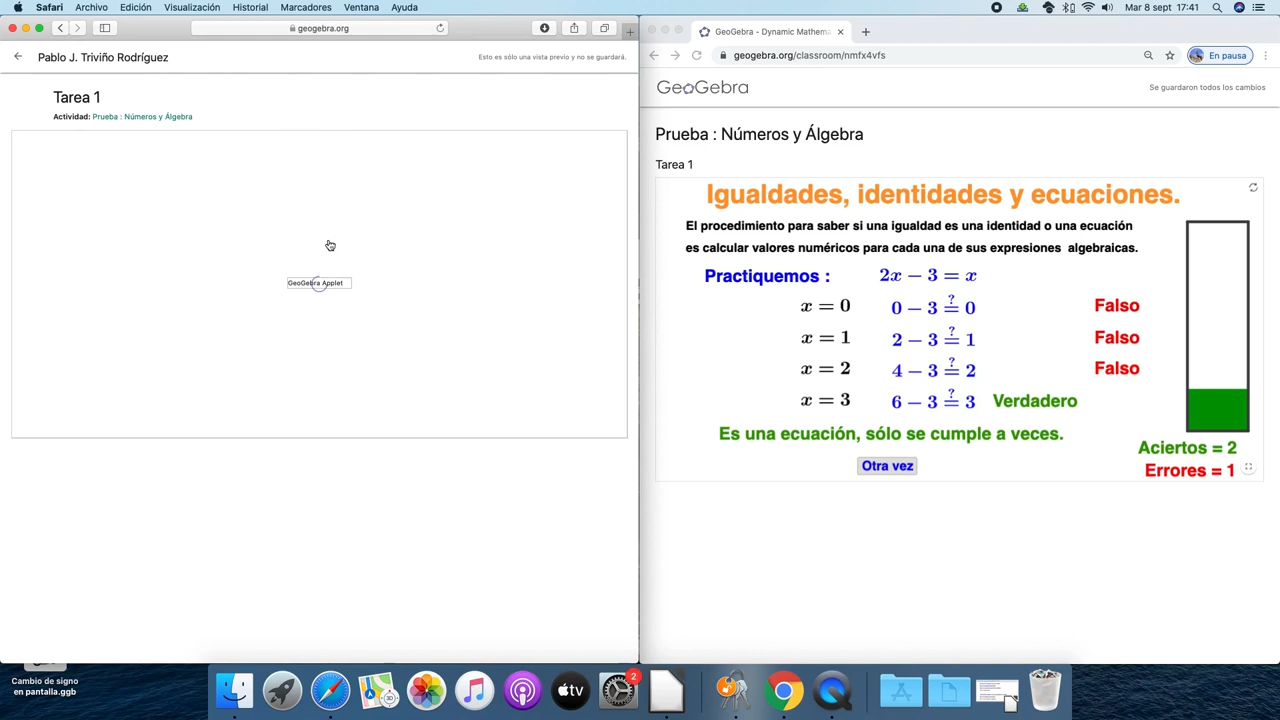 Safari Archivo Edición Visualización Historial Marcadores Ventana Ayuda
Mar 8 sept 17:41
geogebra.org
Pablo J. Triviño Rodríguez
Esto es sólo una vista previo y no se guardará.
Tarea 1
Actividad: Prueba : Números y Álgebra
GeoGebra Applet
GeoGebra - Dynamic Mathema
geogebra.org/classroom/nmfx4vfs
En pausa
GeoGebra
Se guardaron todos los cambios
Prueba : Números y Álgebra
Tarea 1
Igualdades, identidades y ecuaciones.
El procedimiento para saber si una igualdad es una identidad o una ecuación
es calcular valores numéricos para cada una de sus expresiones algebraicas.
Practiquemos : 2x − 3 = x
x = 0 0 − 3 ?= 0 Falso
x = 1 2 − 3 ?= 1 Falso
x = 2 4 − 3 ?= 2 Falso
x = 3 6 − 3 ?= 3 Verdadero
Es una ecuación, sólo se cumple a veces.
Aciertos = 2
Otra vez
Errores = 1
Cambio de signo
en pantalla.ggb
30
tv
2